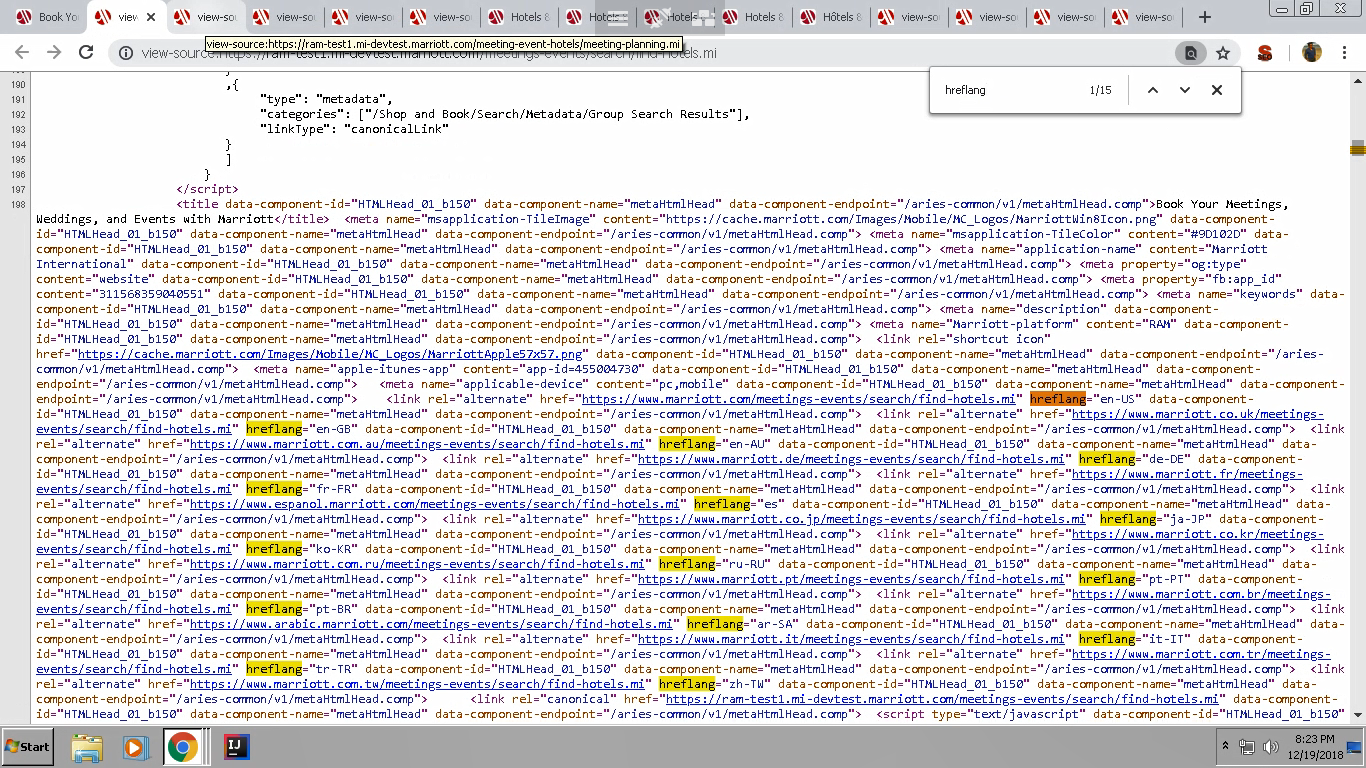 Book Yo
view-so
view-sou
view-sou
view-so
view-so
Hotels 8
Hotels
Hotels
Hotels 8
Hôtels 8
view-so
view-so
view-so
view-so
view-source:https://ram-test1.mi-devtest.marriott.com/meeting-event-hotels/meeting-planning.mi
view-source:https://ram-test1.mi-devtest.marriott.com/meetings-events/search/find-hotels.mi
hreflang 1/15
190 ,{
191 "type": "metadata",
192 "categories": ["/Shop and Book/Search/Metadata/Group Search Results"],
193 "linkType": "canonicalLink"
194 }
195 ]
196 }
197 </script>
198 <title data-component-id="HTMLHead_01_b150" data-component-name="metaHtmlHead" data-component-endpoint="/aries-common/v1/metaHtmlHead.comp">Book Your Meetings,
Weddings, and Events with Marriott</title> <meta name="msapplication-TileImage" content="https://cache.marriott.com/Images/Mobile/MC_Logos/MarriottWin8Icon.png" data-component-
id="HTMLHead_01_b150" data-component-name="metaHtmlHead" data-component-endpoint="/aries-common/v1/metaHtmlHead.comp"> <meta name="msapplication-TileColor" content="#9D102D" data-
component-id="HTMLHead_01_b150" data-component-name="metaHtmlHead" data-component-endpoint="/aries-common/v1/metaHtmlHead.comp"> <meta name="application-name" content="Marriott
International" data-component-id="HTMLHead_01_b150" data-component-name="metaHtmlHead" data-component-endpoint="/aries-common/v1/metaHtmlHead.comp"> <meta property="og:type"
content="website" data-component-id="HTMLHead_01_b150" data-component-name="metaHtmlHead" data-component-endpoint="/aries-common/v1/metaHtmlHead.comp"> <meta property="fb:app_id"
content="311568359040551" data-component-id="HTMLHead_01_b150" data-component-name="metaHtmlHead" data-component-endpoint="/aries-common/v1/metaHtmlHead.comp"> <meta name="keywords" data-
component-id="HTMLHead_01_b150" data-component-name="metaHtmlHead" data-component-endpoint="/aries-common/v1/metaHtmlHead.comp"> <meta name="description" data-component-
id="HTMLHead_01_b150" data-component-name="metaHtmlHead" data-component-endpoint="/aries-common/v1/metaHtmlHead.comp"> <meta name="Marriott-platform" content="RAM" data-component-
id="HTMLHead_01_b150" data-component-name="metaHtmlHead" data-component-endpoint="/aries-common/v1/metaHtmlHead.comp"> <link rel="shortcut icon"
href="https://cache.marriott.com/Images/Mobile/MC_Logos/MarriottApple57x57.png" data-component-id="HTMLHead_01_b150" data-component-name="metaHtmlHead" data-component-endpoint="/aries-
common/v1/metaHtmlHead.comp"> <meta name="apple-itunes-app" content="app-id=455004730" data-component-id="HTMLHead_01_b150" data-component-name="metaHtmlHead" data-component-
endpoint="/aries-common/v1/metaHtmlHead.comp"> <meta name="applicable-device" content="pc,mobile" data-component-id="HTMLHead_01_b150" data-component-name="metaHtmlHead" data-component-
endpoint="/aries-common/v1/metaHtmlHead.comp"> <link rel="alternate" href="https://www.marriott.com/meetings-events/search/find-hotels.mi" hreflang="en-US" data-component-
id="HTMLHead_01_b150" data-component-name="metaHtmlHead" data-component-endpoint="/aries-common/v1/metaHtmlHead.comp"> <link rel="alternate" href="https://www.marriott.co.uk/meetings-
events/search/find-hotels.mi" hreflang="en-GB" data-component-id="HTMLHead_01_b150" data-component-name="metaHtmlHead" data-component-endpoint="/aries-common/v1/metaHtmlHead.comp"> <link
rel="alternate" href="https://www.marriott.com.au/meetings-events/search/find-hotels.mi" hreflang="en-AU" data-component-id="HTMLHead_01_b150" data-component-name="metaHtmlHead" data-
component-endpoint="/aries-common/v1/metaHtmlHead.comp"> <link rel="alternate" href="https://www.marriott.de/meetings-events/search/find-hotels.mi" hreflang="de-DE" data-component-
id="HTMLHead_01_b150" data-component-name="metaHtmlHead" data-component-endpoint="/aries-common/v1/metaHtmlHead.comp"> <link rel="alternate" href="https://www.marriott.fr/meetings-
events/search/find-hotels.mi" hreflang="fr-FR" data-component-id="HTMLHead_01_b150" data-component-name="metaHtmlHead" data-component-endpoint="/aries-common/v1/metaHtmlHead.comp"> <link
rel="alternate" href="https://www.espanol.marriott.com/meetings-events/search/find-hotels.mi" hreflang="es" data-component-id="HTMLHead_01_b150" data-component-name="metaHtmlHead" data-
component-endpoint="/aries-common/v1/metaHtmlHead.comp"> <link rel="alternate" href="https://www.marriott.co.jp/meetings-events/search/find-hotels.mi" hreflang="ja-JP" data-component-
id="HTMLHead_01_b150" data-component-name="metaHtmlHead" data-component-endpoint="/aries-common/v1/metaHtmlHead.comp"> <link rel="alternate" href="https://www.marriott.co.kr/meetings-
events/search/find-hotels.mi" hreflang="ko-KR" data-component-id="HTMLHead_01_b150" data-component-name="metaHtmlHead" data-component-endpoint="/aries-common/v1/metaHtmlHead.comp"> <link
rel="alternate" href="https://www.marriott.com.ru/meetings-events/search/find-hotels.mi" hreflang="ru-RU" data-component-id="HTMLHead_01_b150" data-component-name="metaHtmlHead" data-
component-endpoint="/aries-common/v1/metaHtmlHead.comp"> <link rel="alternate" href="https://www.marriott.pt/meetings-events/search/find-hotels.mi" hreflang="pt-PT" data-component-
id="HTMLHead_01_b150" data-component-name="metaHtmlHead" data-component-endpoint="/aries-common/v1/metaHtmlHead.comp"> <link rel="alternate" href="https://www.marriott.com.br/meetings-
events/search/find-hotels.mi" hreflang="pt-BR" data-component-id="HTMLHead_01_b150" data-component-name="metaHtmlHead" data-component-endpoint="/aries-common/v1/metaHtmlHead.comp"> <link
rel="alternate" href="https://www.arabic.marriott.com/meetings-events/search/find-hotels.mi" hreflang="ar-SA" data-component-id="HTMLHead_01_b150" data-component-name="metaHtmlHead" data-
component-endpoint="/aries-common/v1/metaHtmlHead.comp"> <link rel="alternate" href="https://www.marriott.it/meetings-events/search/find-hotels.mi" hreflang="it-IT" data-component-
id="HTMLHead_01_b150" data-component-name="metaHtmlHead" data-component-endpoint="/aries-common/v1/metaHtmlHead.comp"> <link rel="alternate" href="https://www.marriott.com.tr/meetings-
events/search/find-hotels.mi" hreflang="tr-TR" data-component-id="HTMLHead_01_b150" data-component-name="metaHtmlHead" data-component-endpoint="/aries-common/v1/metaHtmlHead.comp"> <link
rel="alternate" href="https://www.marriott.com.tw/meetings-events/search/find-hotels.mi" hreflang="zh-TW" data-component-id="HTMLHead_01_b150" data-component-name="metaHtmlHead" data-
component-endpoint="/aries-common/v1/metaHtmlHead.comp"> <link rel="canonical" href="https://ram-test1.mi-devtest.marriott.com/meetings-events/search/find-hotels.mi" data-component-
id="HTMLHead_01_b150" data-component-name="metaHtmlHead" data-component-endpoint="/aries-common/v1/metaHtmlHead.comp"> <script type="text/javascript" data-component-id="HTMLHead_01_b150"
Start
IJ
8:23 PM
12/19/2018